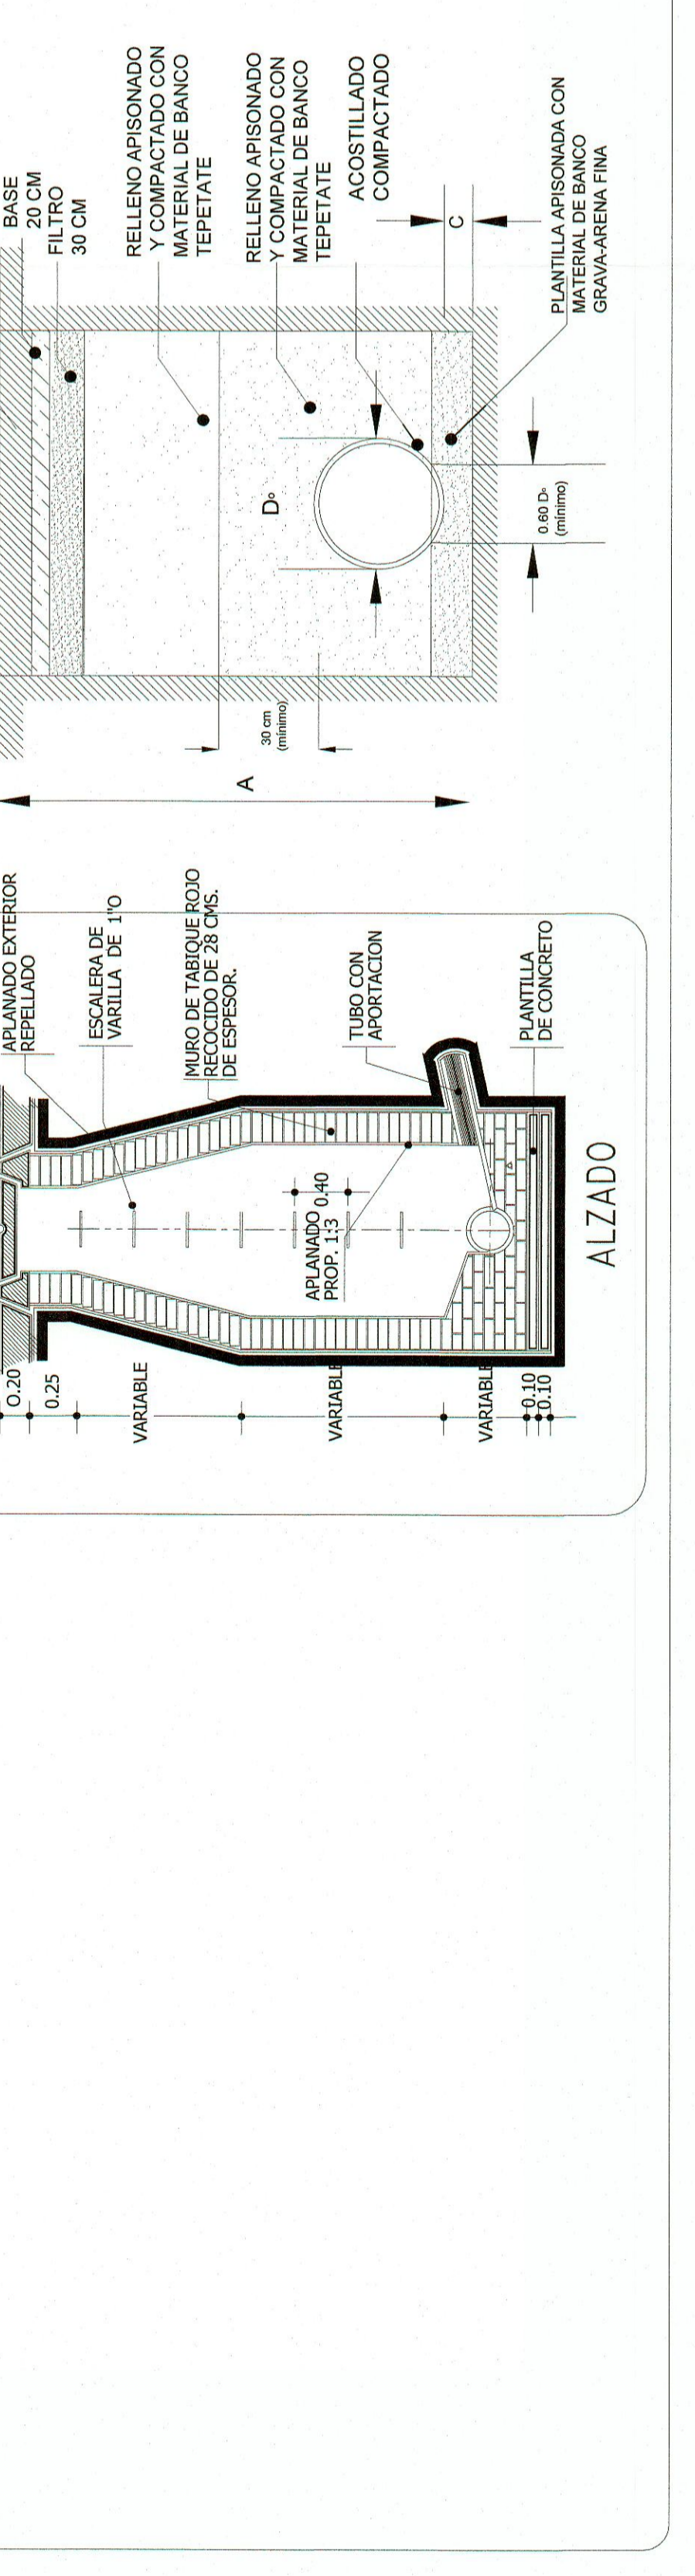 BASE
20 CM
FILTRO
30 CM
RELLENO APISONADO
Y COMPACTADO CON
MATERIAL DE BANCO
TEPETATE
RELLENO APISONADO
Y COMPACTADO CON
MATERIAL DE BANCO
TEPETATE
ACOSTILLADO
COMPACTADO
C
PLANTILLA APISONADA CON
MATERIAL DE BANCO
GRAVA-ARENA FINA
Dº
0.60 Dº
(mínimo)
30 cm
(mínimo)
A
APLANADO EXTERIOR
REPELLADO
ESCALERA DE
VARILLA DE 1"O
MURO DE TABIQUE ROJO
RECOCIDO DE 28 CMS.
DE ESPESOR.
TUBO CON
APORTACION
PLANTILLA
DE CONCRETO
0.40
APLANADO
PROP. 1:3
0.20
0.25
VARIABLE
VARIABLE
VARIABLE
0.10
0.10
ALZADO